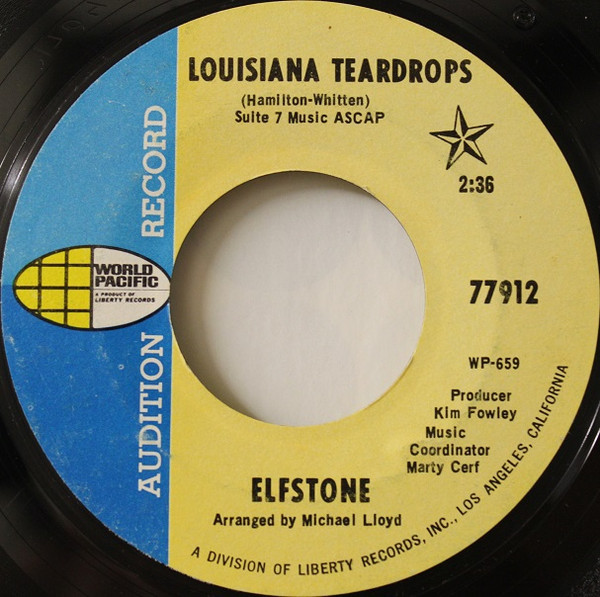 LOUISIANA TEARDROPS
(Hamilton-Whitten)
Suite 7 Music ASCAP
2:36
AUDITION RECORD
WORLD
PACIFIC
A PRODUCT OF
LIBERTY RECORDS
77912
WP-659
Producer
Kim Fowley
Music
Coordinator
Marty Cerf
ELFSTONE
Arranged by Michael Lloyd
A DIVISION OF LIBERTY RECORDS, INC., LOS ANGELES, CALIFORNIA